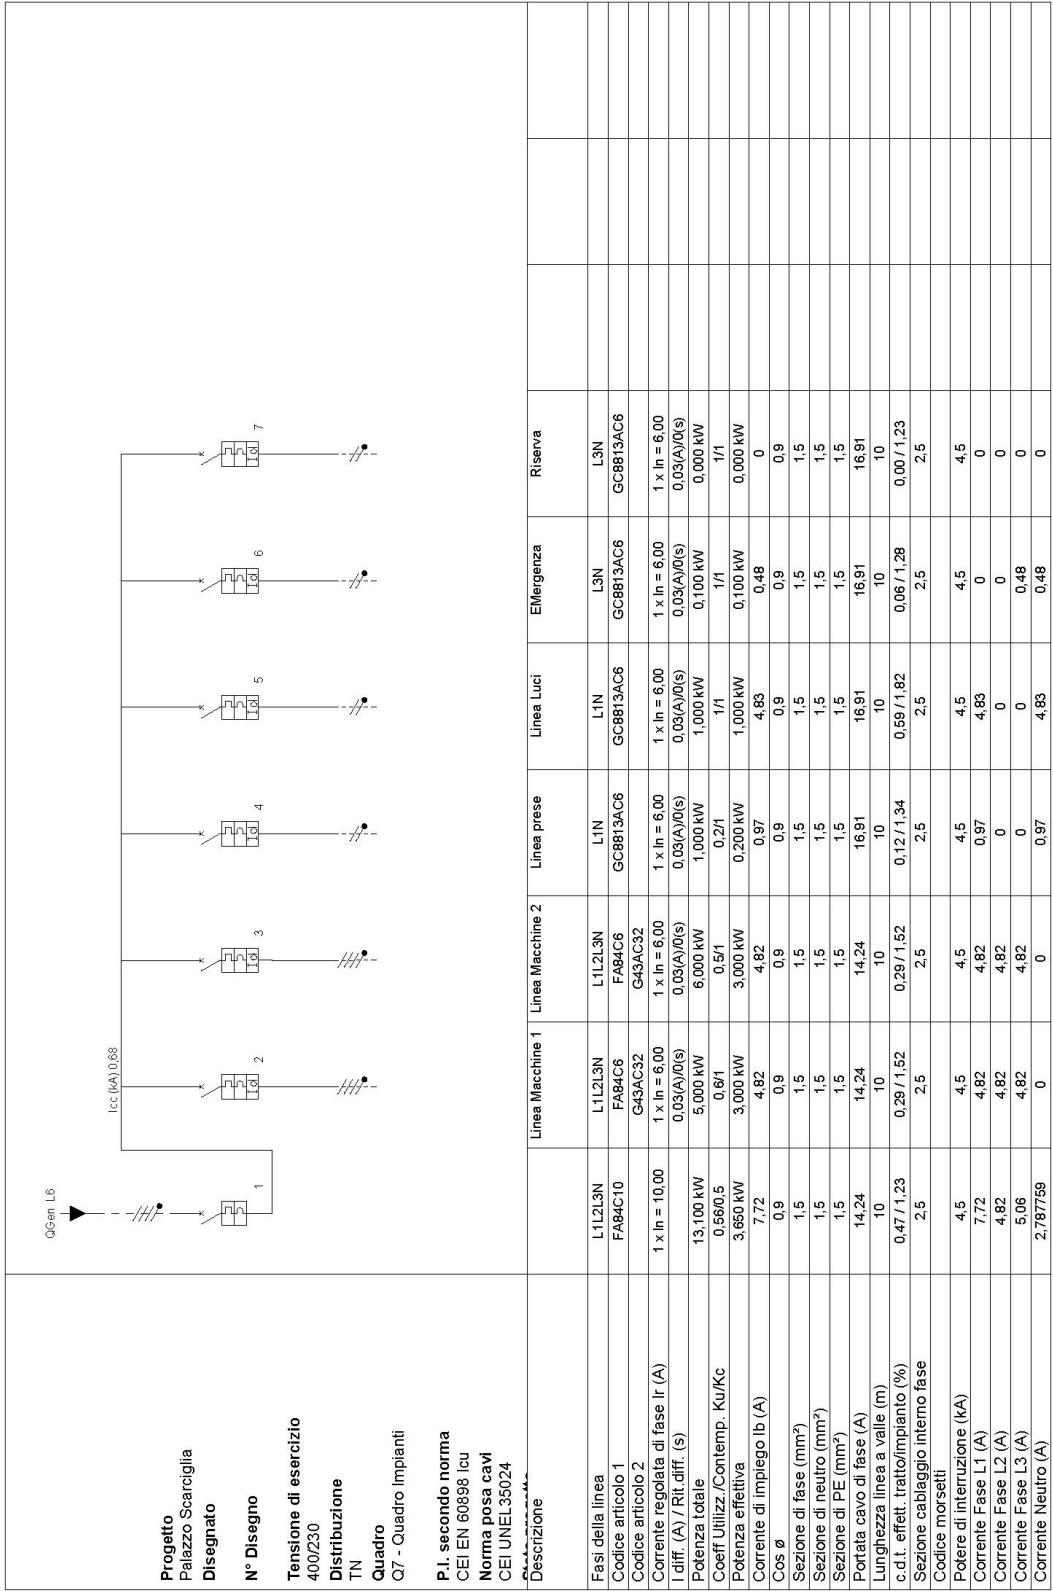 QGen L6
Icc (kA) 0,68
1
2
3
4
5
6
7
Progetto
Palazzo Scarciglia
Disegnato
N° Disegno
Tensione di esercizio
400/230
Distribuzione
TN
Quadro
Q7 - Quadro Impianti
P.I. secondo norma
CEI EN 60898 Icu
Norma posa cavi
CEI UNEL35024
Descrizione Linea Macchine 1 Linea Macchine 2 Linea prese Linea Luci EMergenza Riserva
Fasi della linea L1L2L3N L1L2L3N L1L2L3N L1N L1N L3N L3N
Codice articolo 1 FA84C10 FA84C6 FA84C6 GC8813AC6 GC8813AC6 GC8813AC6 GC8813AC6
Codice articolo 2 G43AC32 G43AC32
Corrente regolata di fase Ir (A) 1 x In = 10,00 1 x In = 6,00 1 x In = 6,00 1 x In = 6,00 1 x In = 6,00 1 x In = 6,00 1 x In = 6,00
I diff. (A) / Rit.diff. (s) 0,03(A)/0(s) 0,03(A)/0(s) 0,03(A)/0(s) 0,03(A)/0(s) 0,03(A)/0(s) 0,03(A)/0(s)
Potenza totale 13,100 kW 5,000 kW 6,000 kW 1,000 kW 1,000 kW 0,100 kW 0,000 kW
Coeff Utilizz./Contemp. Ku/Kc 0,56/0,5 0,6/1 0,5/1 0,2/1 1/1 1/1 1/1
Potenza effettiva 3,650 kW 3,000 kW 3,000 kW 0,200 kW 1,000 kW 0,100 kW 0,000 kW
Corrente di impiego Ib (A) 7,72 4,82 4,82 0,97 4,83 0,48 0
Cos ø 0,9 0,9 0,9 0,9 0,9 0,9 0,9
Sezione di fase (mm²) 1,5 1,5 1,5 1,5 1,5 1,5 1,5
Sezione di neutro (mm²) 1,5 1,5 1,5 1,5 1,5 1,5 1,5
Sezione di PE (mm²) 1,5 1,5 1,5 1,5 1,5 1,5 1,5
Portata cavo di fase (A) 14,24 14,24 14,24 16,91 16,91 16,91 16,91
Lunghezza linea a valle (m) 10 10 10 10 10 10 10
c.d.t. effett. tratto/impianto (%) 0,47 / 1,23 0,29 / 1,52 0,29 / 1,52 0,12 / 1,34 0,59 / 1,82 0,06 / 1,28 0,00 / 1,23
Sezione cablaggio interno fase 2,5 2,5 2,5 2,5 2,5 2,5 2,5
Codice morsetti
Potere di interruzione (kA) 4,5 4,5 4,5 4,5 4,5 4,5 4,5
Corrente Fase L1 (A) 7,72 4,82 4,82 0,97 4,83 0 0
Corrente Fase L2 (A) 4,82 4,82 4,82 0 0 0 0
Corrente Fase L3 (A) 5,06 4,82 4,82 0 0 0,48 0
Corrente Neutro (A) 2,787759 0 0 0,97 4,83 0,48 0